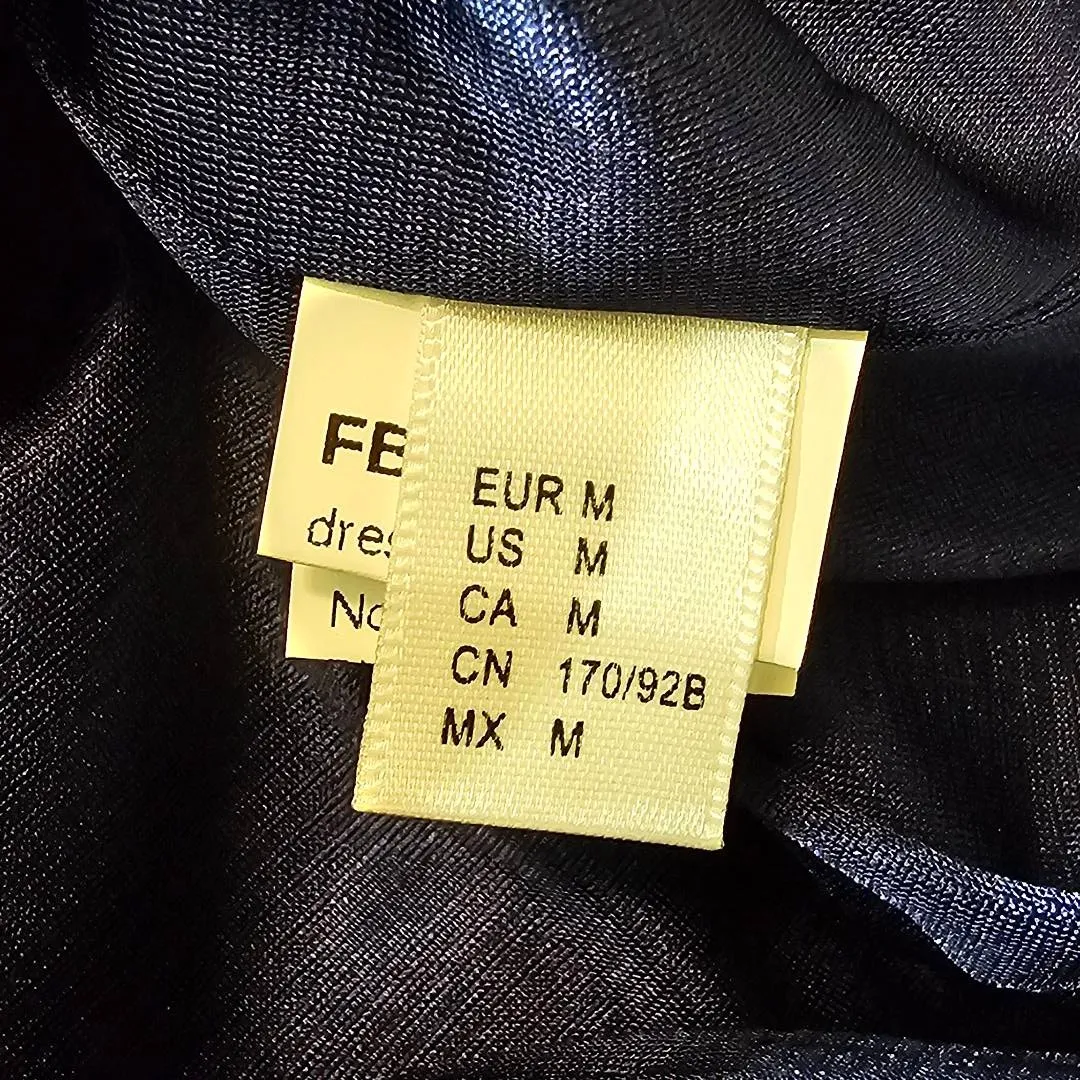 FE
dres
No
EUR M
US M
CA M
CN 170/92B
MX M